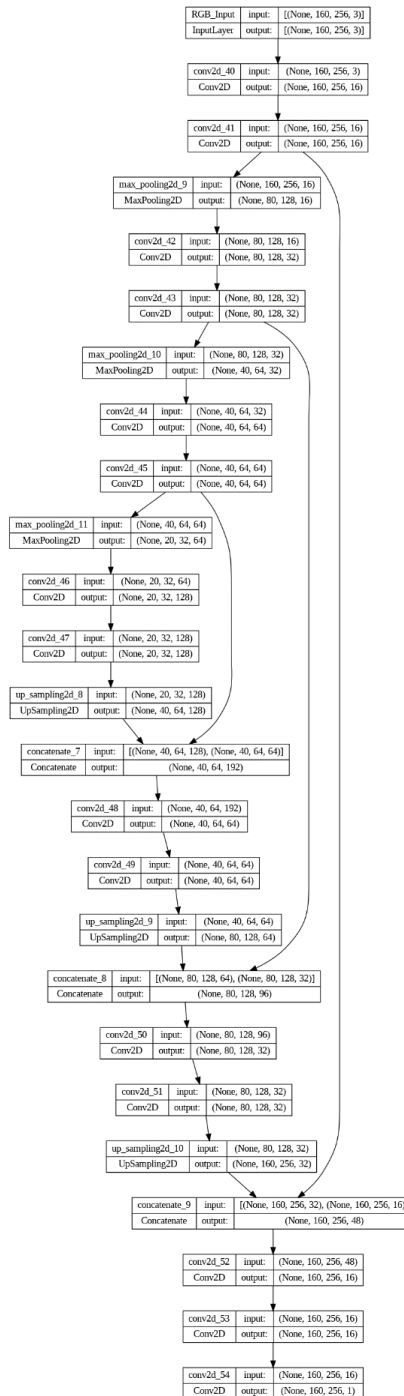 RGB_Input input: [(None, 160, 256, 3)]
InputLayer output: [(None, 160, 256, 3)]
conv2d_40 input: (None, 160, 256, 3)
Conv2D output: (None, 160, 256, 16)
conv2d_41 input: (None, 160, 256, 16)
Conv2D output: (None, 160, 256, 16)
max_pooling2d_9 input: (None, 160, 256, 16)
MaxPooling2D output: (None, 80, 128, 16)
conv2d_42 input: (None, 80, 128, 16)
Conv2D output: (None, 80, 128, 32)
conv2d_43 input: (None, 80, 128, 32)
Conv2D output: (None, 80, 128, 32)
max_pooling2d_10 input: (None, 80, 128, 32)
MaxPooling2D output: (None, 40, 64, 32)
conv2d_44 input: (None, 40, 64, 32)
Conv2D output: (None, 40, 64, 64)
conv2d_45 input: (None, 40, 64, 64)
Conv2D output: (None, 40, 64, 64)
max_pooling2d_11 input: (None, 40, 64, 64)
MaxPooling2D output: (None, 20, 32, 64)
conv2d_46 input: (None, 20, 32, 64)
Conv2D output: (None, 20, 32, 128)
conv2d_47 input: (None, 20, 32, 128)
Conv2D output: (None, 20, 32, 128)
up_sampling2d_8 input: (None, 20, 32, 128)
UpSampling2D output: (None, 40, 64, 128)
concatenate_7 input: [(None, 40, 64, 128), (None, 40, 64, 64)]
Concatenate output: (None, 40, 64, 192)
conv2d_48 input: (None, 40, 64, 192)
Conv2D output: (None, 40, 64, 64)
conv2d_49 input: (None, 40, 64, 64)
Conv2D output: (None, 40, 64, 64)
up_sampling2d_9 input: (None, 40, 64, 64)
UpSampling2D output: (None, 80, 128, 64)
concatenate_8 input: [(None, 80, 128, 64), (None, 80, 128, 32)]
Concatenate output: (None, 80, 128, 96)
conv2d_50 input: (None, 80, 128, 96)
Conv2D output: (None, 80, 128, 32)
conv2d_51 input: (None, 80, 128, 32)
Conv2D output: (None, 80, 128, 32)
up_sampling2d_10 input: (None, 80, 128, 32)
UpSampling2D output: (None, 160, 256, 32)
concatenate_9 input: [(None, 160, 256, 32), (None, 160, 256, 16)]
Concatenate output: (None, 160, 256, 48)
conv2d_52 input: (None, 160, 256, 48)
Conv2D output: (None, 160, 256, 16)
conv2d_53 input: (None, 160, 256, 16)
Conv2D output: (None, 160, 256, 16)
conv2d_54 input: (None, 160, 256, 16)
Conv2D output: (None, 160, 256, 1)